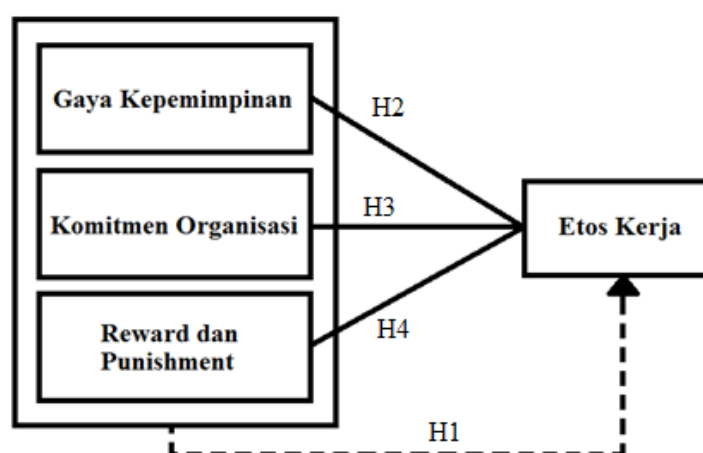 Gaya Kepemimpinan
H2
Komitmen Organisasi
H3
Etos Kerja
Reward dan
Punishment
H4
H1